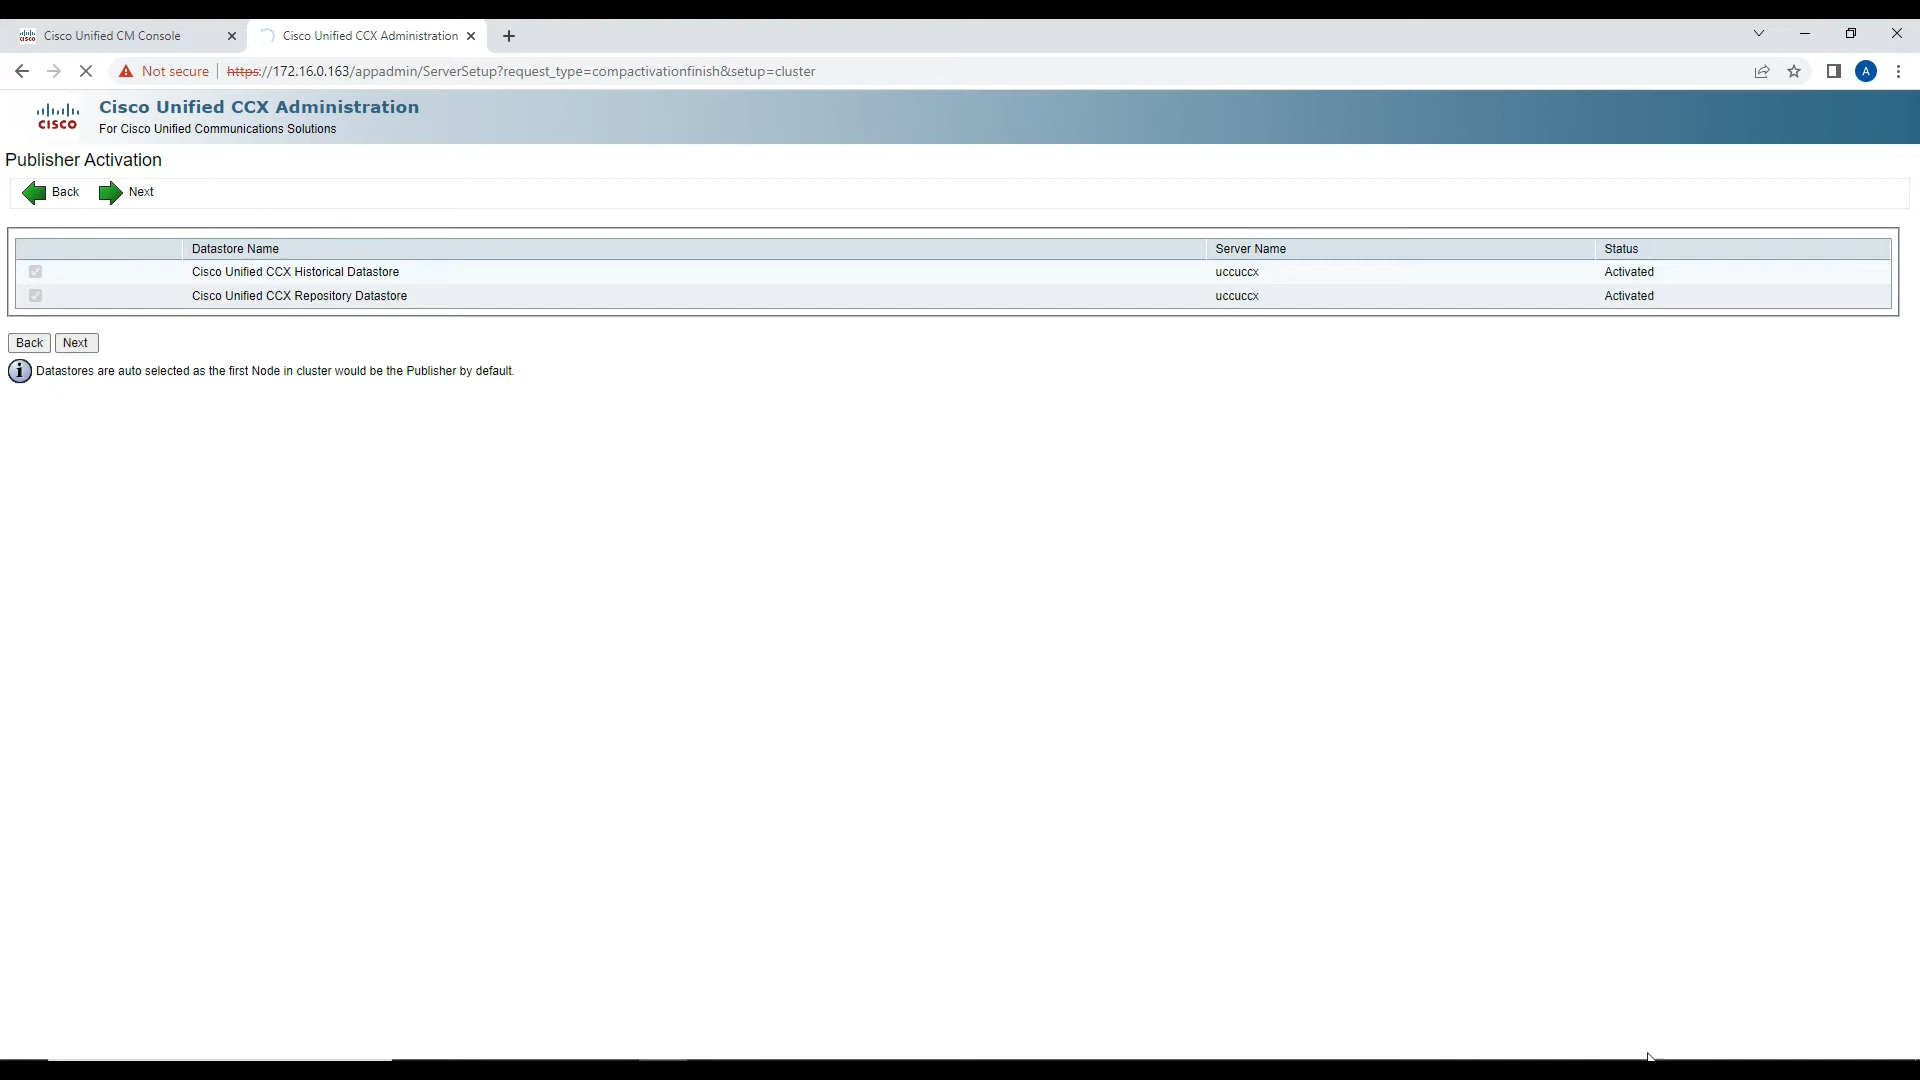 Cisco Unified CM Console
Cisco Unified CCX Administration
Not secure
https://172.16.0.163/appadmin/ServerSetup?request_type=compactivationfinish&setup=cluster
A
CISCO
Cisco Unified CCX Administration
For Cisco Unified Communications Solutions
Publisher Activation
Back Next
Datastore Name Server Name Status
Cisco Unified CCX Historical Datastore uccuccx Activated
Cisco Unified CCX Repository Datastore uccuccx Activated
Back Next
Datastores are auto selected as the first Node in cluster would be the Publisher by default.